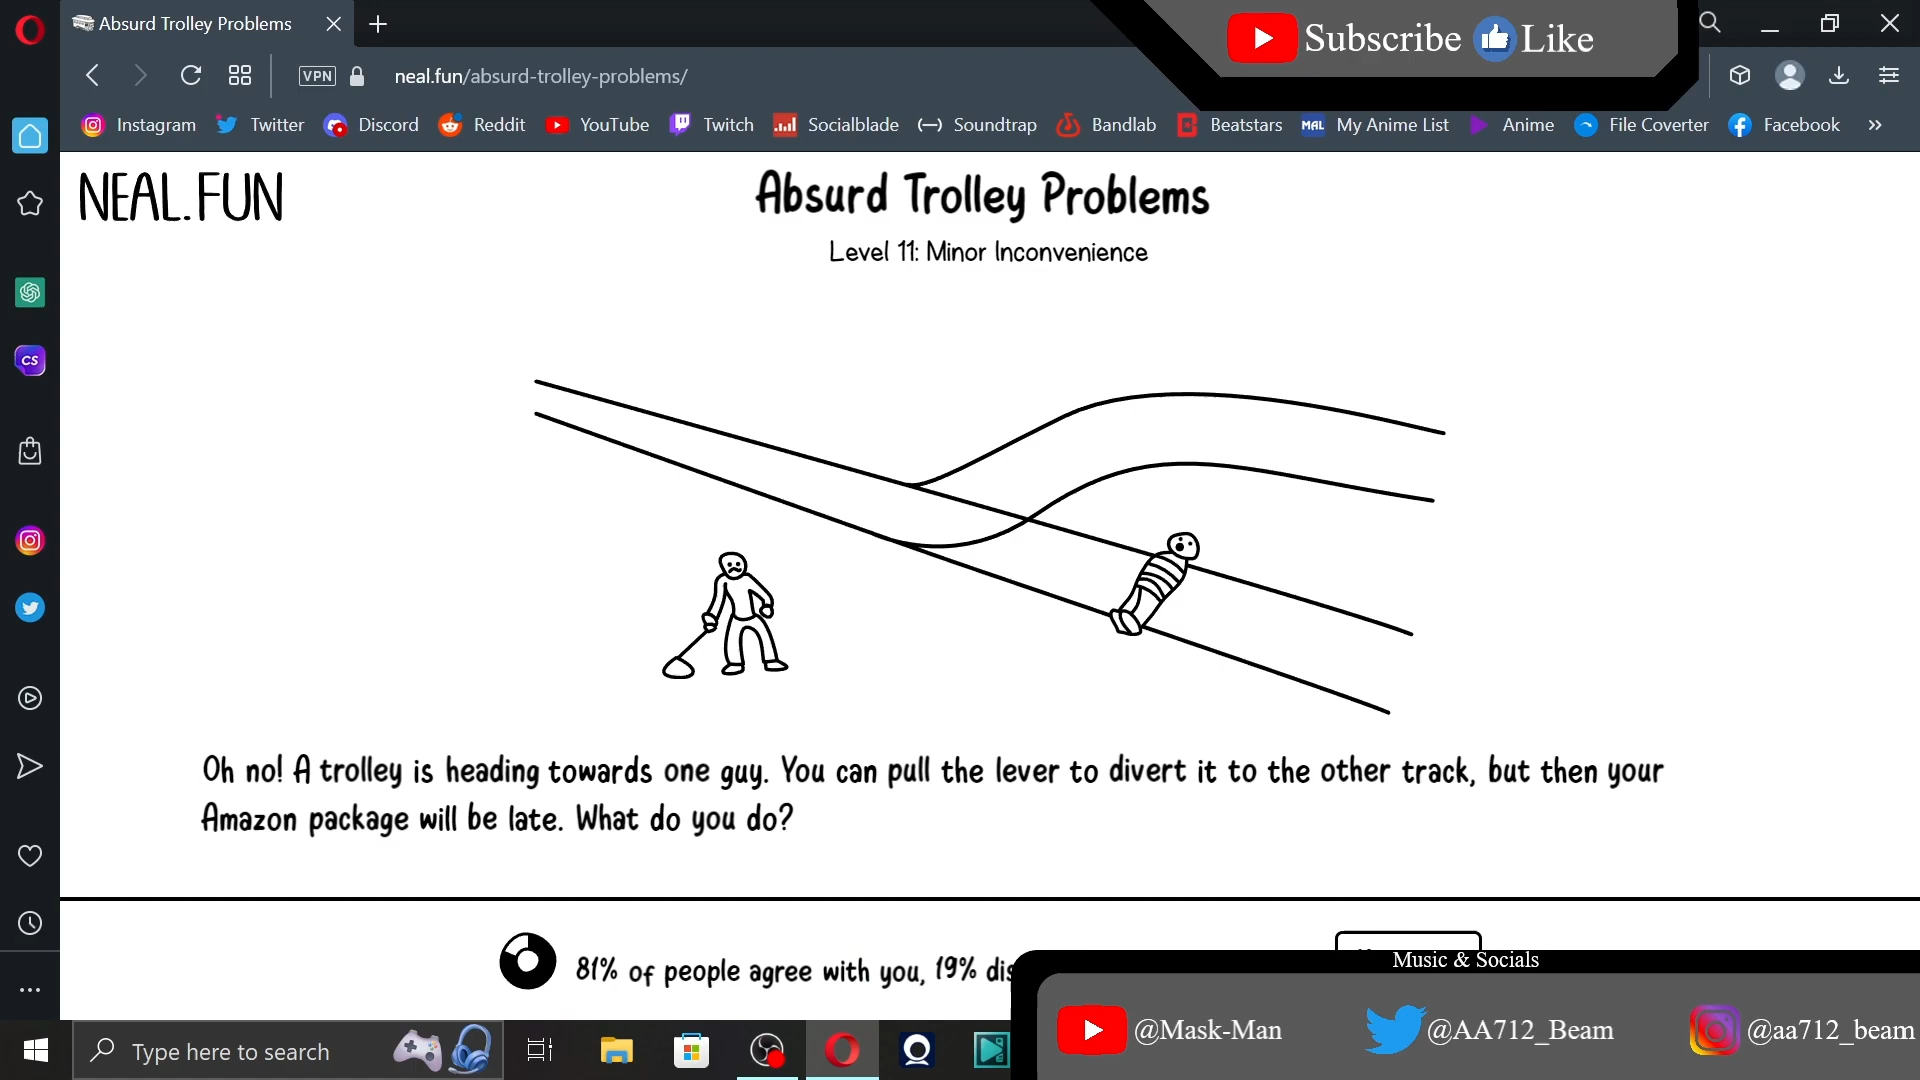 Absurd Trolley Problems
Subscribe Like
VPN neal.fun/absurd-trolley-problems/
Instagram Twitter Discord Reddit YouTube Twitch Socialblade Soundtrap Bandlab Beatstars MAL My Anime List Anime File Coverter Facebook »
NEAL.FUN
Absurd Trolley Problems
Level 11: Minor Inconvenience
CS
Oh no! A trolley is heading towards one guy. You can pull the lever to divert it to the other track, but then your
Amazon package will be late. What do you do?
81% of people agree with you, 19% dis
Music & Socials
@Mask-Man @AA712_Beam @aa712_beam
Type here to search